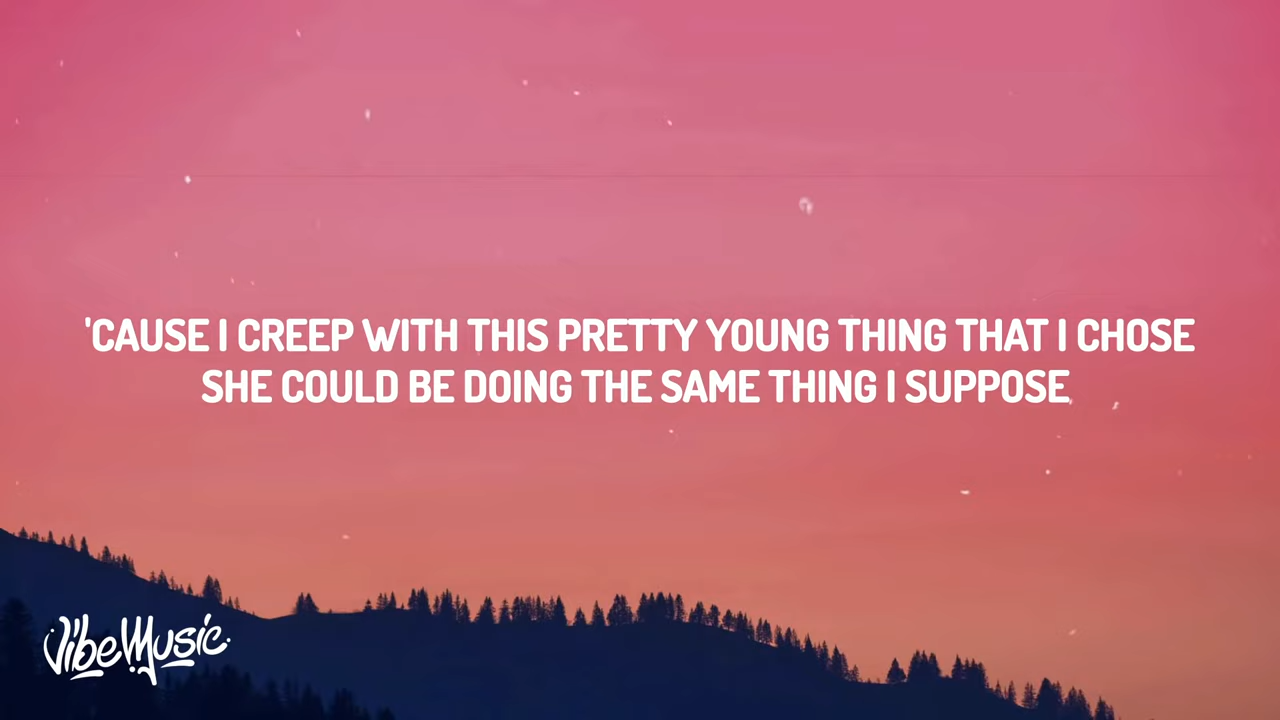 'CAUSE I CREEP WITH THIS PRETTY YOUNG THING THAT I CHOSE
SHE COULD BE DOING THE SAME THING I SUPPOSE
VibeMusic